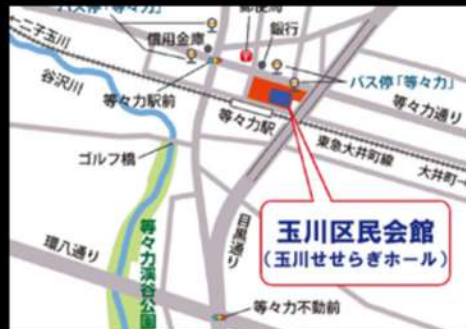 バス停「等々力」
郵便局
←二子玉川
信用金庫
銀行
谷沢川
バス停「等々力」
等々力駅前
等々力通り
等々力駅
ゴルフ橋
東急大井町線
大井町→
玉川区民会館
(玉川せせらぎホール)
目黒通り
等々力渓谷公園
環八通り
等々力不動前